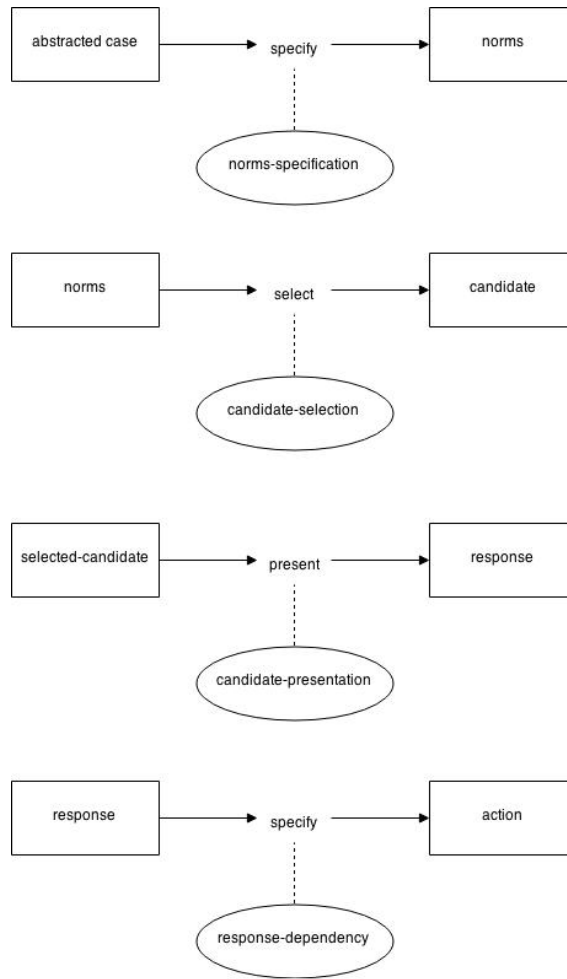 abstracted case
specify
norms
norms-specification
norms
select
candidate
candidate-selection
selected-candidate
present
response
candidate-presentation
response
specify
action
response-dependency